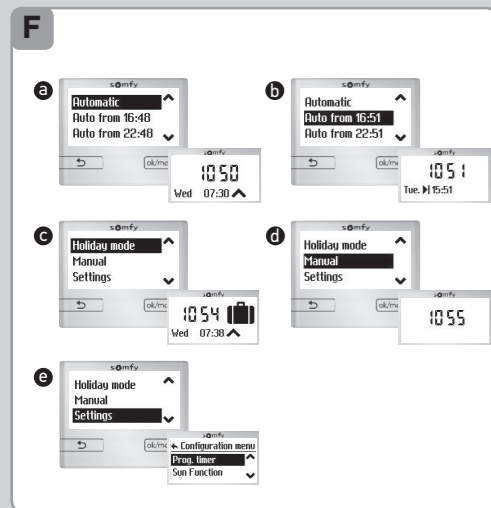 F
a
somfy
Automatic
Auto from 16:48
Auto from 22:48
ok/mo
somfy
10 50
Wed 07:30
b
somfy
Automatic
Auto from 16:51
Auto from 22:51
ok/mo
somfy
10 51
Tue. 15:51
c
somfy
Holiday mode
Manual
Settings
ok/mo
somfy
10 54
Wed 07:38
d
somfy
Holiday mode
Manual
Settings
ok/mo
somfy
10 55
e
somfy
Holiday mode
Manual
Settings
ok/mo
somfy
Configuration menu
Prog. timer
Sun Function